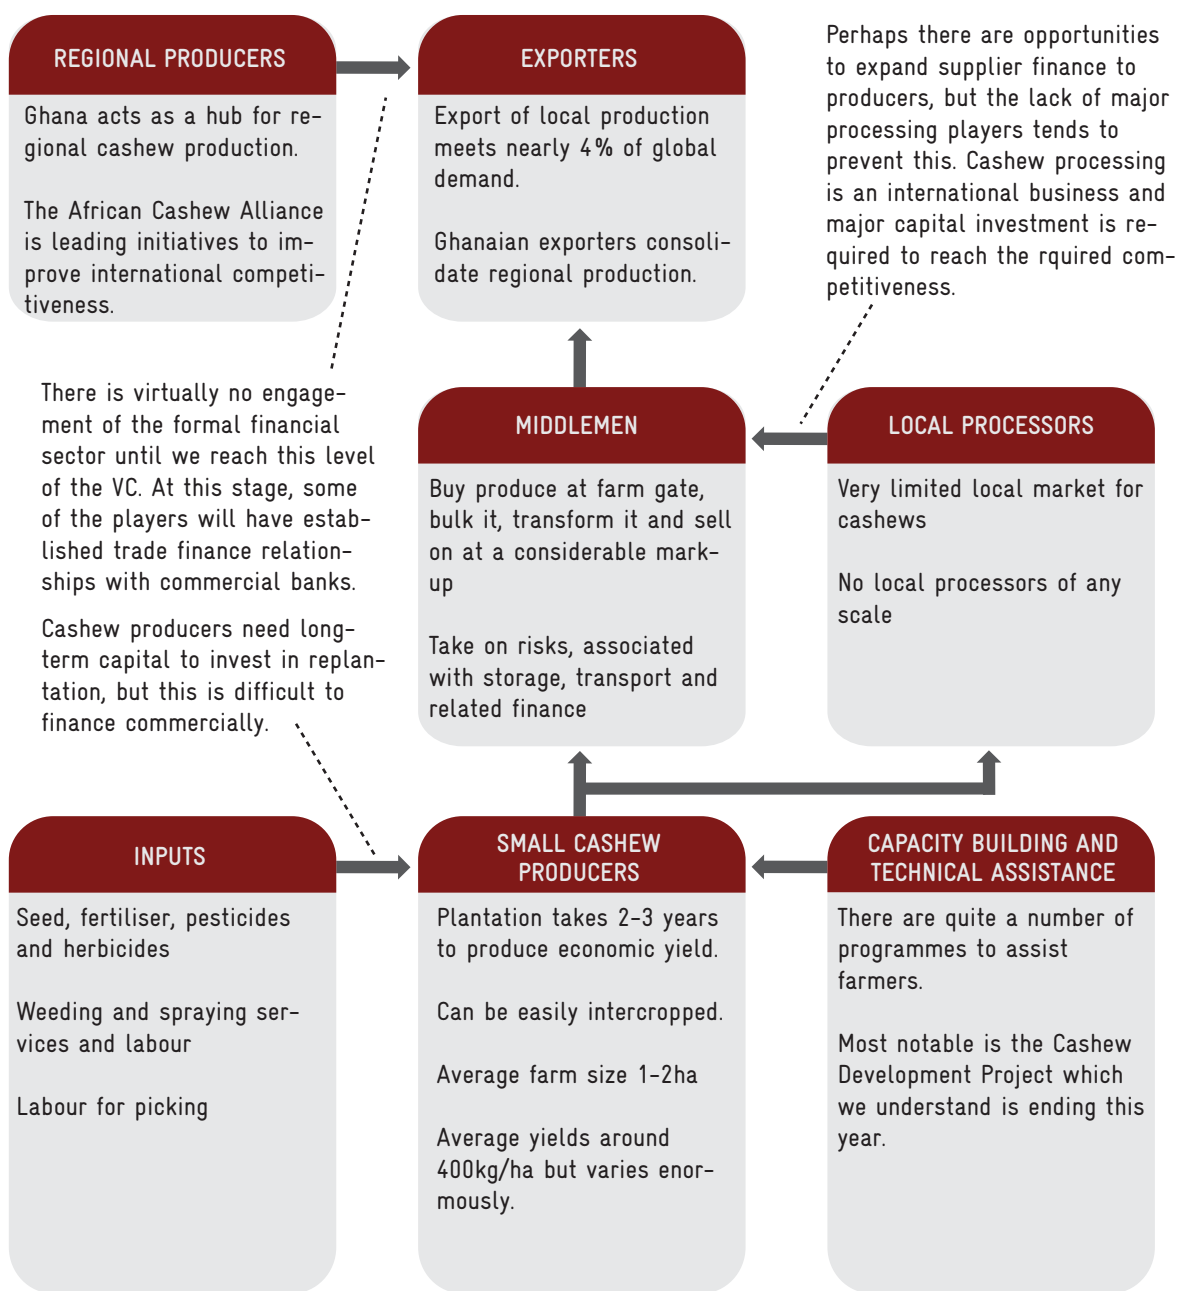 REGIONAL PRODUCERS
Ghana acts as a hub for re-
gional cashew production.
The African Cashew Alliance
is leading initiatives to im-
prove international competi-
tiveness.
EXPORTERS
Export of local production
meets nearly 4% of global
demand.
Ghanaian exporters consoli-
date regional production.
Perhaps there are opportunities
to expand supplier finance to
producers, but the lack of major
processing players tends to
prevent this. Cashew processing
is an international business and
major capital investment is re-
quired to reach the rquired com-
petitiveness.
There is virtually no engage-
ment of the formal financial
sector until we reach this level
of the VC. At this stage, some
of the players will have estab-
lished trade finance relation-
ships with commercial banks.
Cashew producers need long-
term capital to invest in replan-
tation, but this is difficult to
finance commercially.
MIDDLEMEN
Buy produce at farm gate,
bulk it, transform it and sell
on at a considerable mark-
up
Take on risks, associated
with storage, transport and
related finance
LOCAL PROCESSORS
Very limited local market for
cashews
No local processors of any
scale
INPUTS
Seed, fertiliser, pesticides
and herbicides
Weeding and spraying ser-
vices and labour
Labour for picking
SMALL CASHEW
PRODUCERS
Plantation takes 2-3 years
to produce economic yield.
Can be easily intercropped.
Average farm size 1-2ha
Average yields around
400kg/ha but varies enor-
mously.
CAPACITY BUILDING AND
TECHNICAL ASSISTANCE
There are quite a number of
programmes to assist
farmers.
Most notable is the Cashew
Development Project which
we understand is ending this
year.